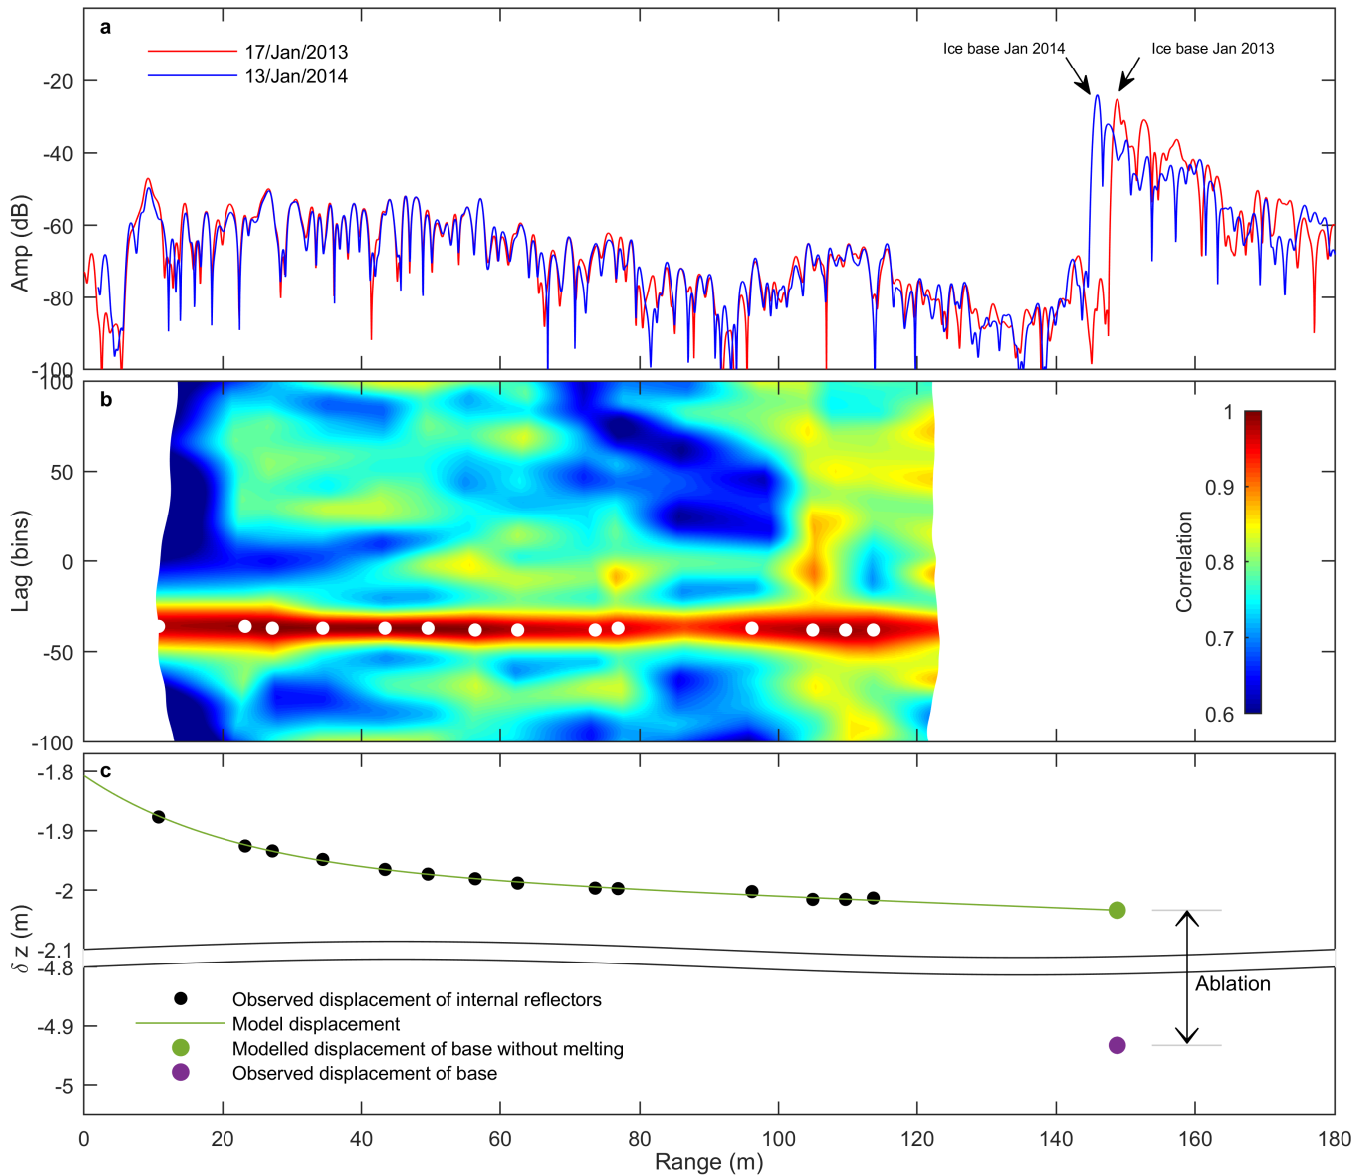 a
17/Jan/2013
13/Jan/2014
Ice base Jan 2014
Ice base Jan 2013
-20
-40
-60
-80
-100
Amp (dB)
b
100
50
0
-50
-100
Lag (bins)
1
0.9
0.8
0.7
0.6
Correlation
c
-1.8
-1.9
-2
-2.1
-4.8
-4.9
-5
δ z (m)
Ablation
Observed displacement of internal reflectors
Model displacement
Modelled displacement of base without melting
Observed displacement of base
0 20 40 60 80 100 120 140 160 180
Range (m)